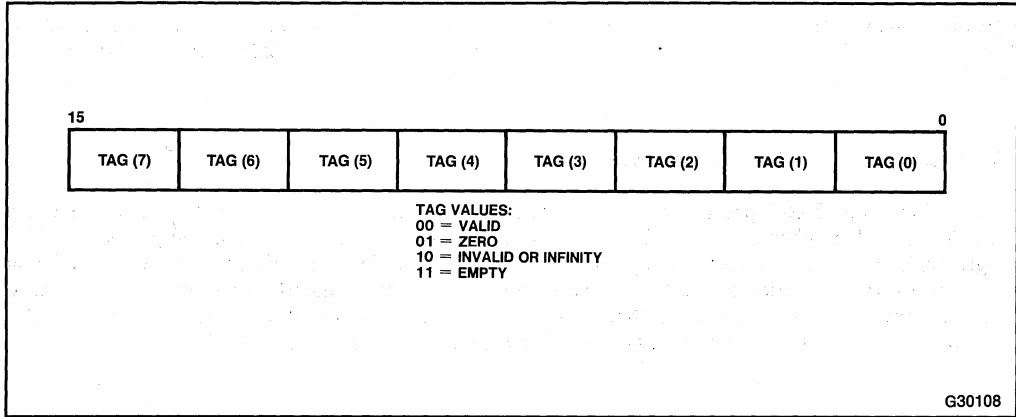 15 0
TAG (7) TAG (6) TAG (5) TAG (4) TAG (3) TAG (2) TAG (1) TAG (0)
TAG VALUES:
00 = VALID
01 = ZERO
10 = INVALID OR INFINITY
11 = EMPTY
G30108